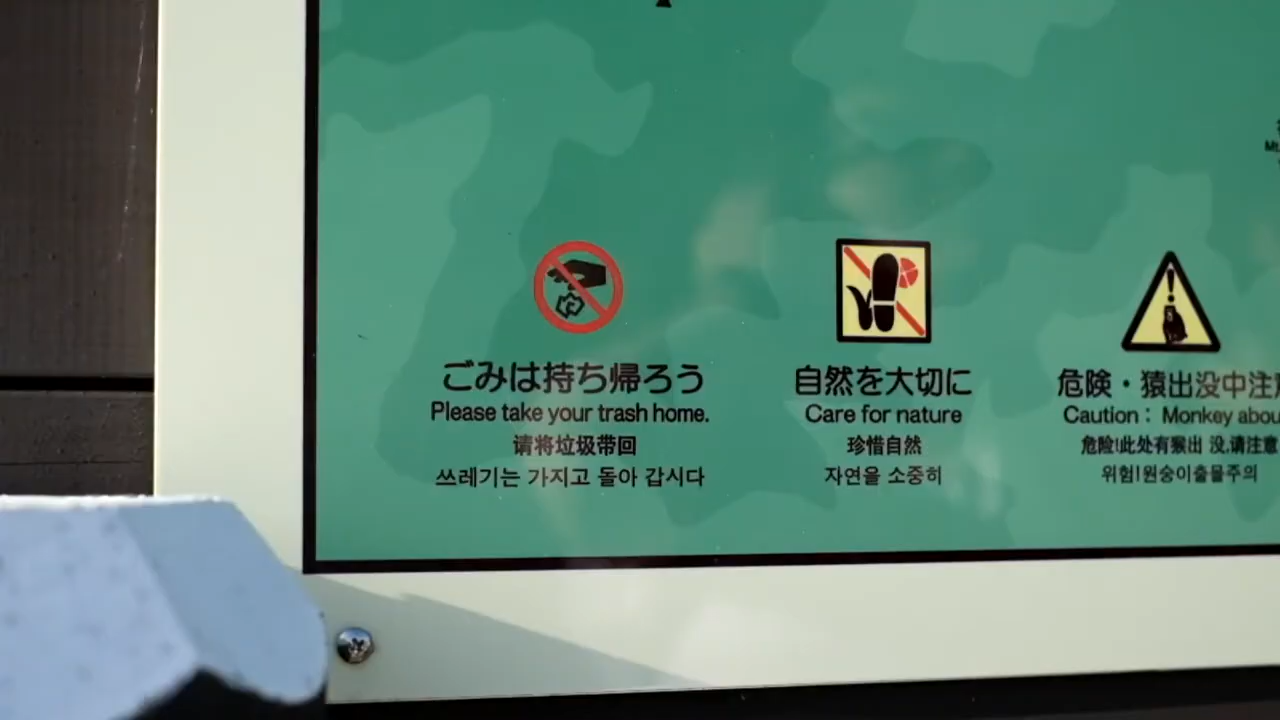 ごみは持ち帰ろう
Please take your trash home.
请将垃圾带回
쓰레기는 가지고 돌아 갑시다
自然を大切に
Care for nature
珍惜自然
자연을 소중히
危険・猿出没中注意
Caution : Monkey
危险!此处有猴出 没,请注意
위험!원숭이출몰주의